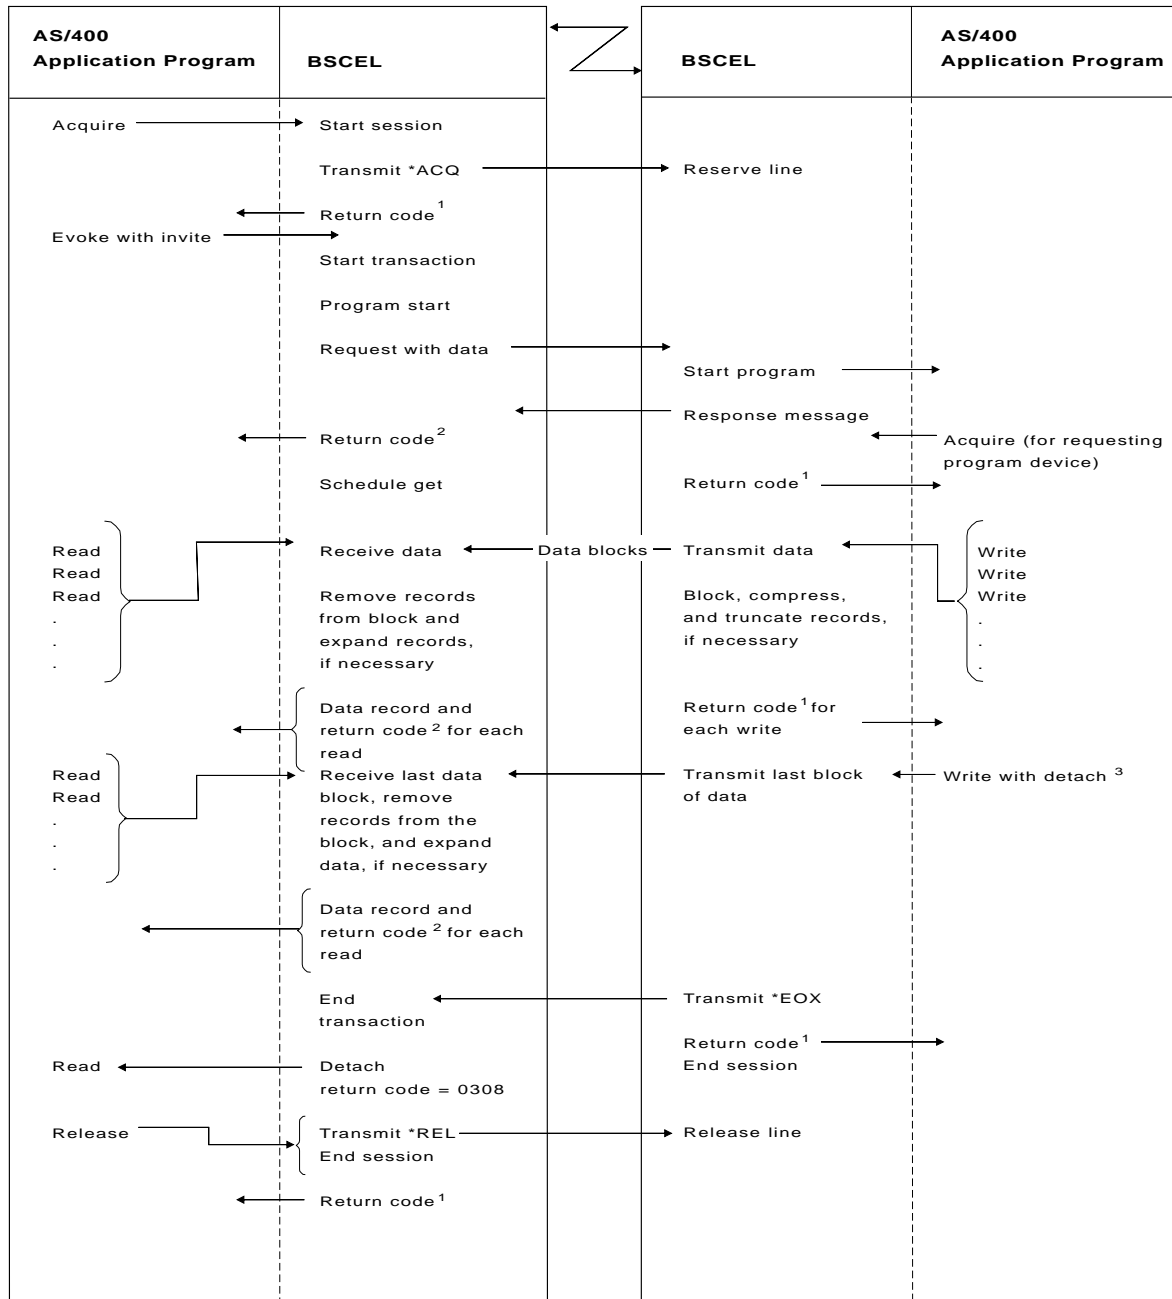 AS/400
Application Program
BSCEL
BSCEL
AS/400
Application Program
Acquire
Start session
Transmit *ACQ
Reserve line
Return code 1
Evoke with invite
Start transaction
Program start
Request with data
Start program
Response message
Return code 2
Acquire (for requesting
program device)
Schedule get
Return code 1
Read
Read
Read
.
.
.
Receive data
Data blocks
Transmit data
Write
Write
Write
.
.
.
Remove records
from block and
expand records,
if necessary
Block, compress,
and truncate records,
if necessary
Data record and
return code 2 for each
read
Return code 1 for
each write
Read
Read
.
.
.
Receive last data
block, remove
records from the
block, and expand
data, if necessary
Transmit last block
of data
Write with detach 3
Data record and
return code 2 for each
read
End
transaction
Transmit *EOX
Return code 1
End session
Read
Detach
return code = 0308
Release
Transmit *REL
End session
Release line
Return code 1